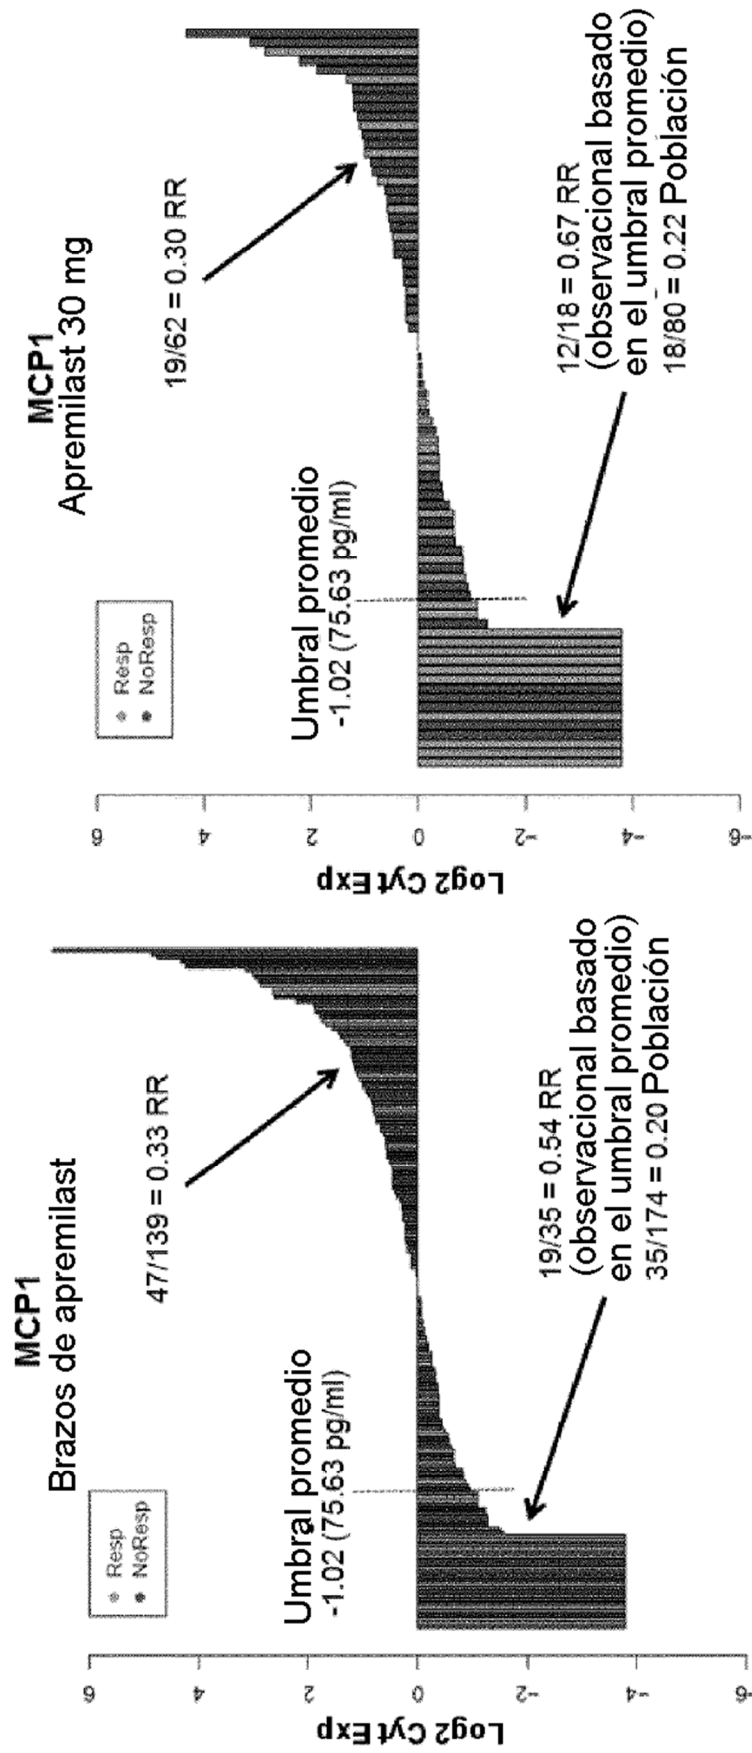 MCP1
Brazos de apremilast
Resp
NoResp
47/139 = 0.33 RR
Umbral promedio
-1.02 (75.63 pg/ml)
19/35 = 0.54 RR
(observacional basado
en el umbral promedio)
35/174 = 0.20 Población
Log2 Cyt Exp
6
4
2
0
-2
-4
-6
MCP1
Apremilast 30 mg
Resp
NoResp
19/62 = 0.30 RR
Umbral promedio
-1.02 (75.63 pg/ml)
12/18 = 0.67 RR
(observacional basado
en el umbral promedio)
18/80 = 0.22 Población
Log2 Cyt Exp
6
4
2
0
-2
-4
-6